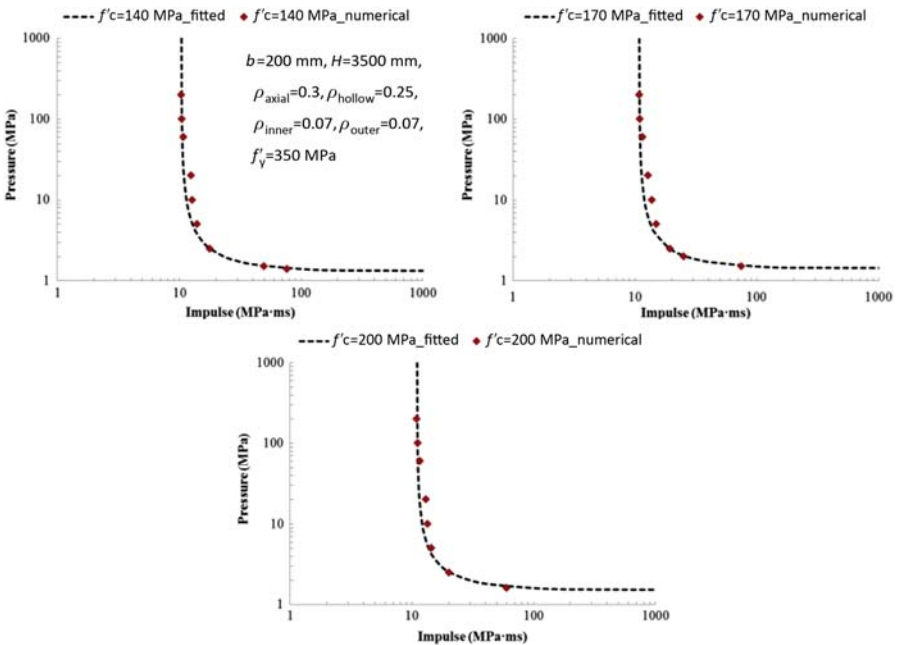 f'c=140 MPa_fitted f'c=140 MPa_numerical
1000
100
10
1
Pressure (MPa)
b=200 mm, H=3500 mm,
ρaxial=0.3, ρhollow=0.25,
ρinner=0.07, ρouter=0.07,
f'y=350 MPa
1 10 100 1000
Impulse (MPa·ms)
f'c=170 MPa_fitted f'c=170 MPa_numerical
1000
100
10
1
Pressure (MPa)
1 10 100 1000
Impulse (MPa·ms)
f'c=200 MPa_fitted f'c=200 MPa_numerical
1000
100
10
1
Pressure (MPa)
1 10 100 1000
Impulse (MPa·ms)